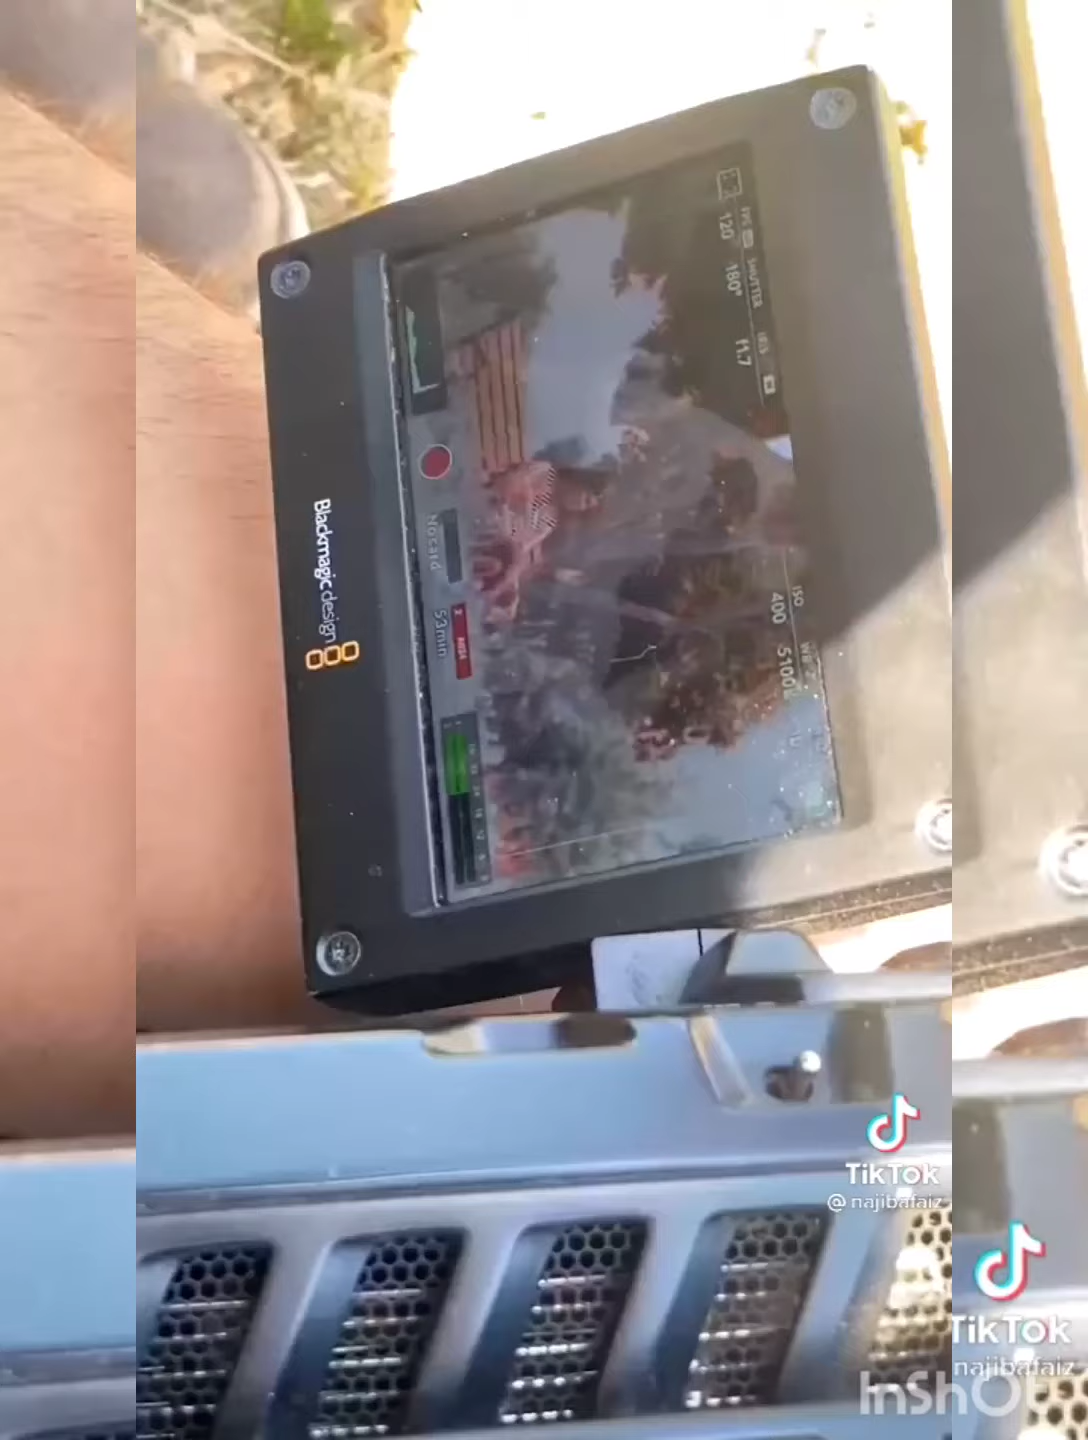 FPS
SHUTTER
IRIS
120
180°
f1.7
ISO
WB
400
5100
No card
53min
Blackmagicdesign
TikTok
@najibafaiz
TikTok
najibafaiz
InShOt